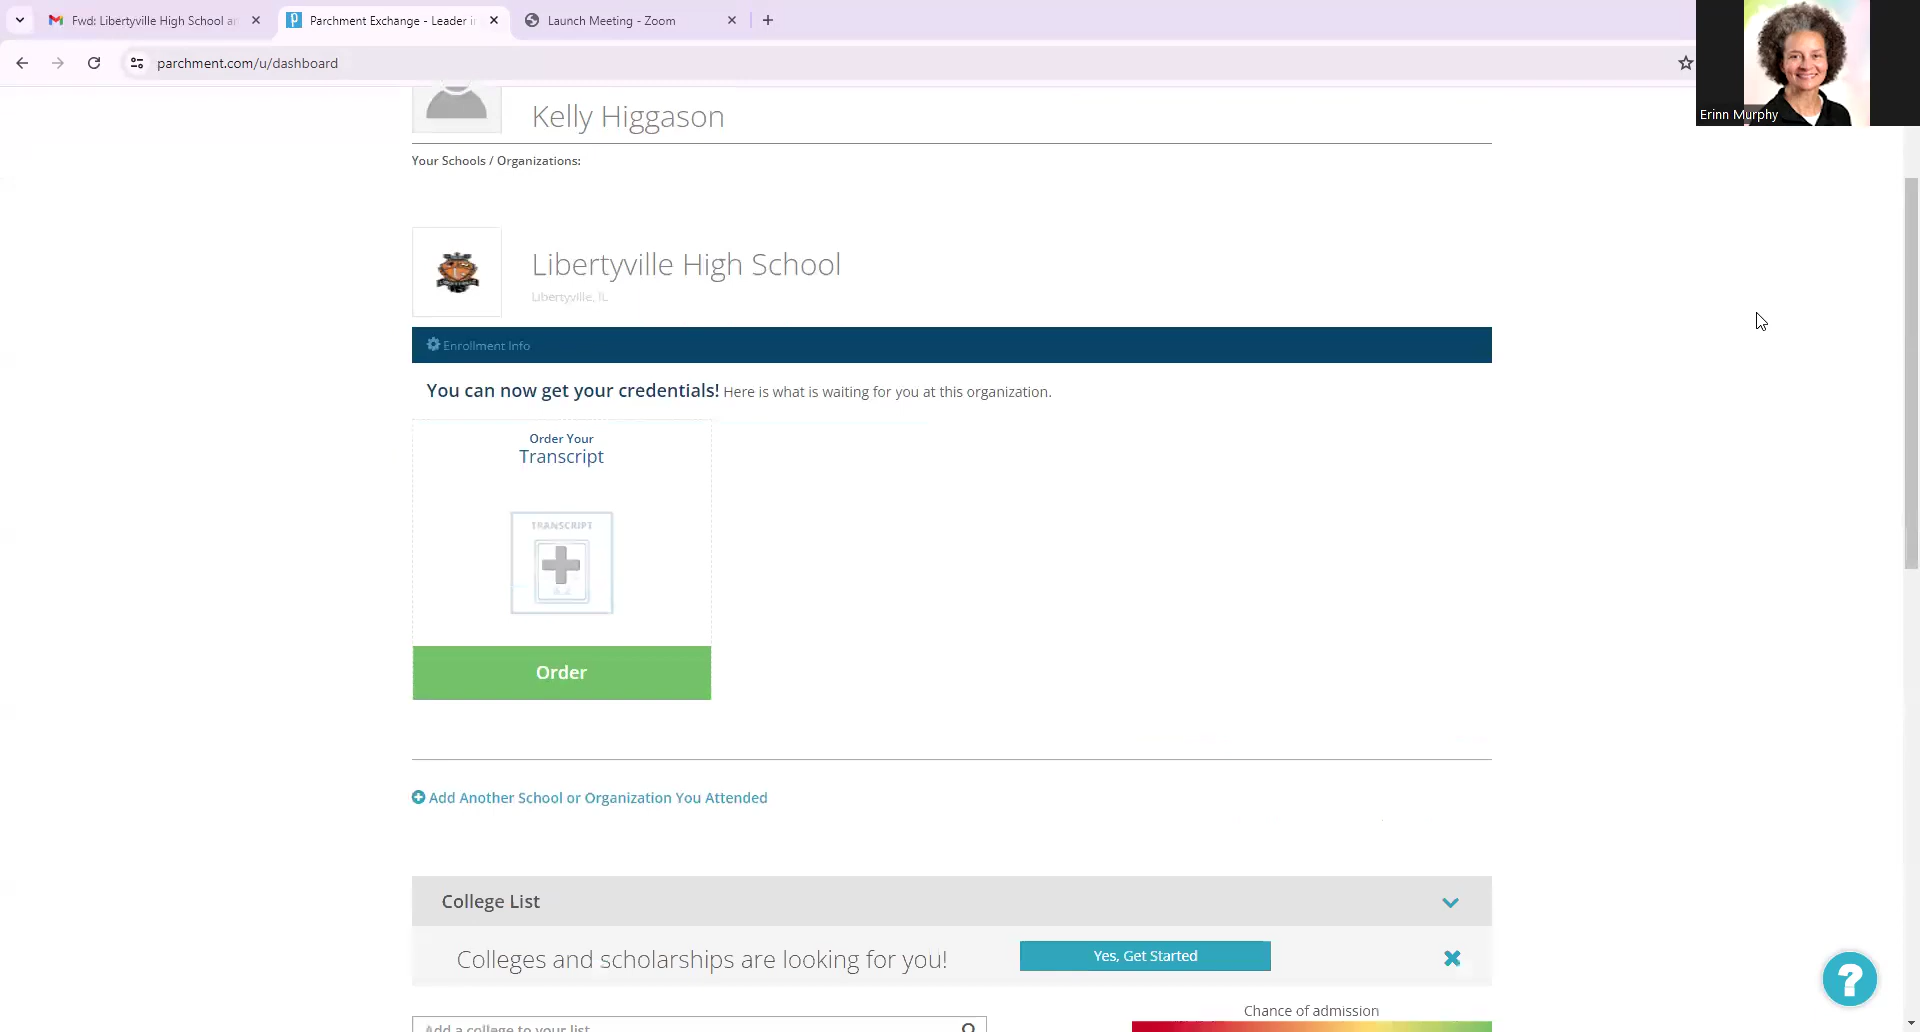 Fwd: Libertyville High School a
Parchment Exchange - Leader i
Launch Meeting - Zoom
parchment.com/u/dashboard
Erinn Murphy
Kelly Higgason
Your Schools / Organizations:
Libertyville High School
Libertyville, IL
Enrollment Info
You can now get your credentials! Here is what is waiting for you at this organization.
Order Your
Transcript
TRANSCRIPT
Order
Add Another School or Organization You Attended
College List
Colleges and scholarships are looking for you!
Yes, Get Started
Chance of admission
Add a college to your list